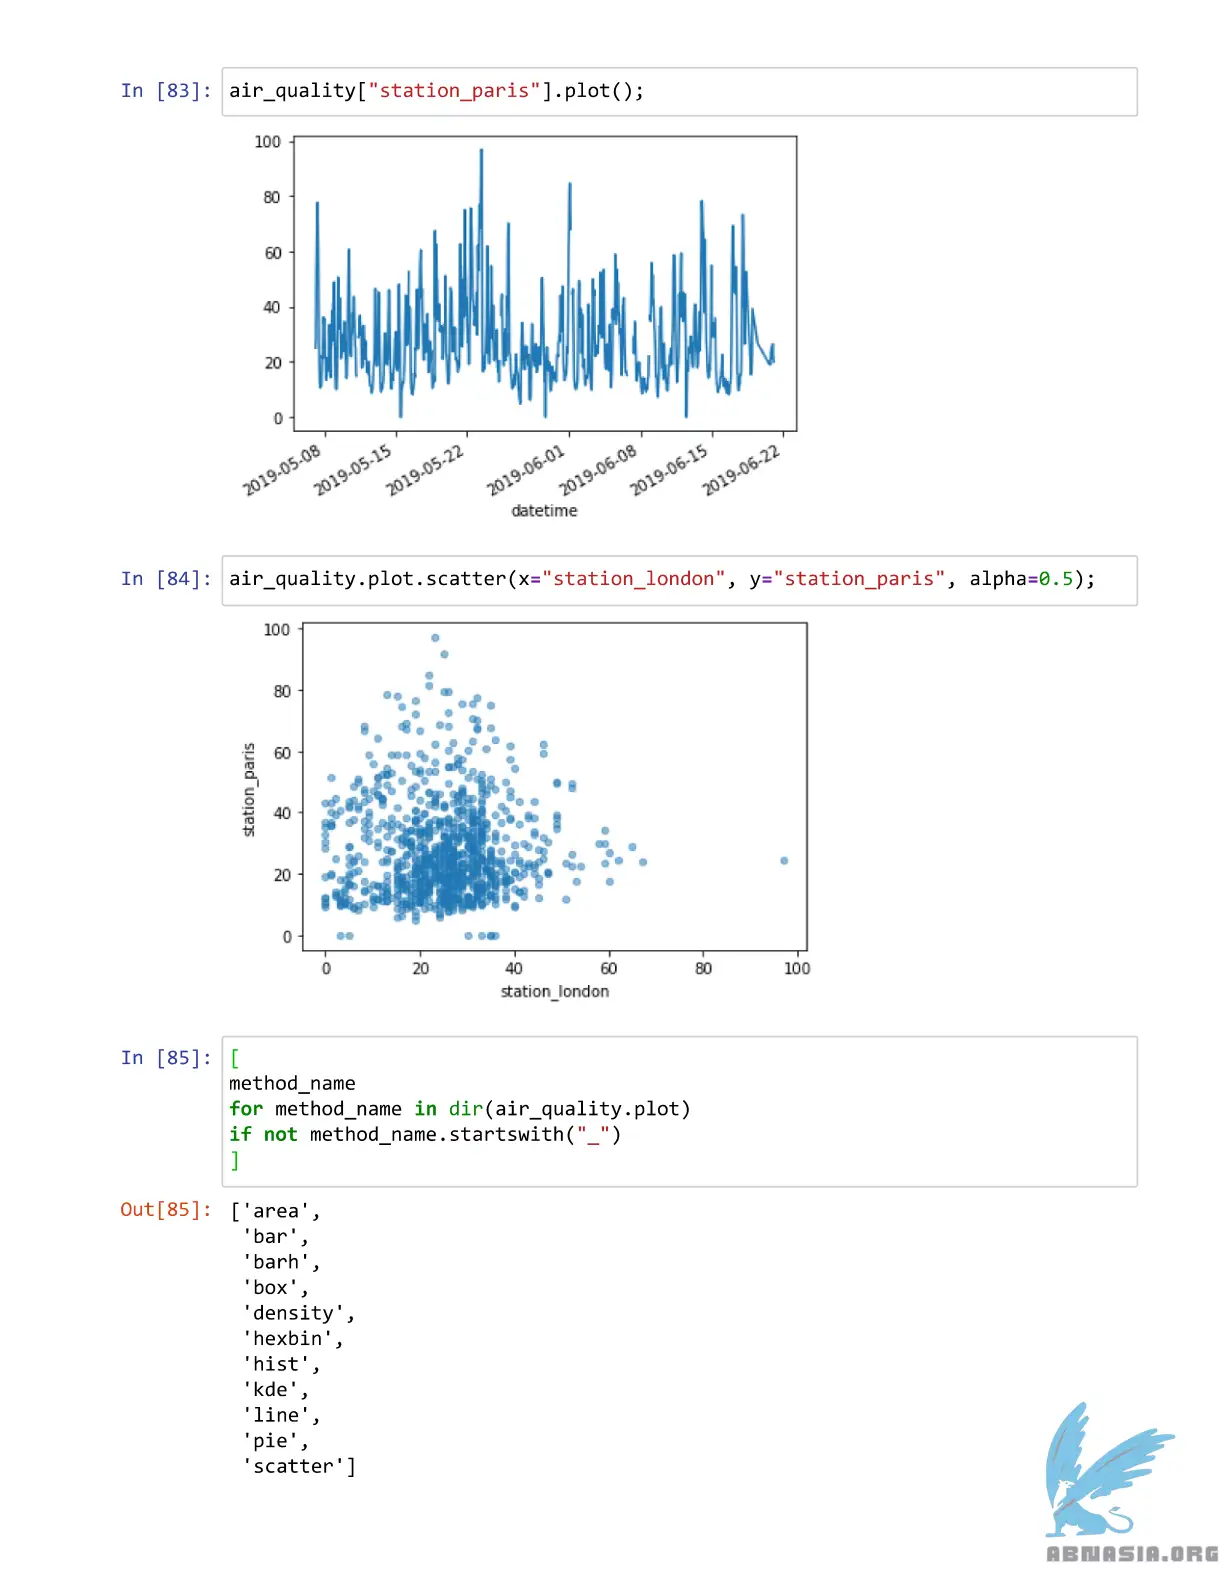 In [83]: air_quality["station_paris"].plot();
100
80
60
40
20
0
2019-05-08 2019-05-15 2019-05-22 2019-06-01 2019-06-08 2019-06-15 2019-06-22
datetime
In [84]: air_quality.plot.scatter(x="station_london", y="station_paris", alpha=0.5);
100
80
60
40
20
0
station_paris
0 20 40 60 80 100
station_london
In [85]: [
method_name
for method_name in dir(air_quality.plot)
if not method_name.startswith("_")
]
Out[85]: ['area',
'bar',
'barh',
'box',
'density',
'hexbin',
'hist',
'kde',
'line',
'pie',
'scatter']
ABNASIA.ORG